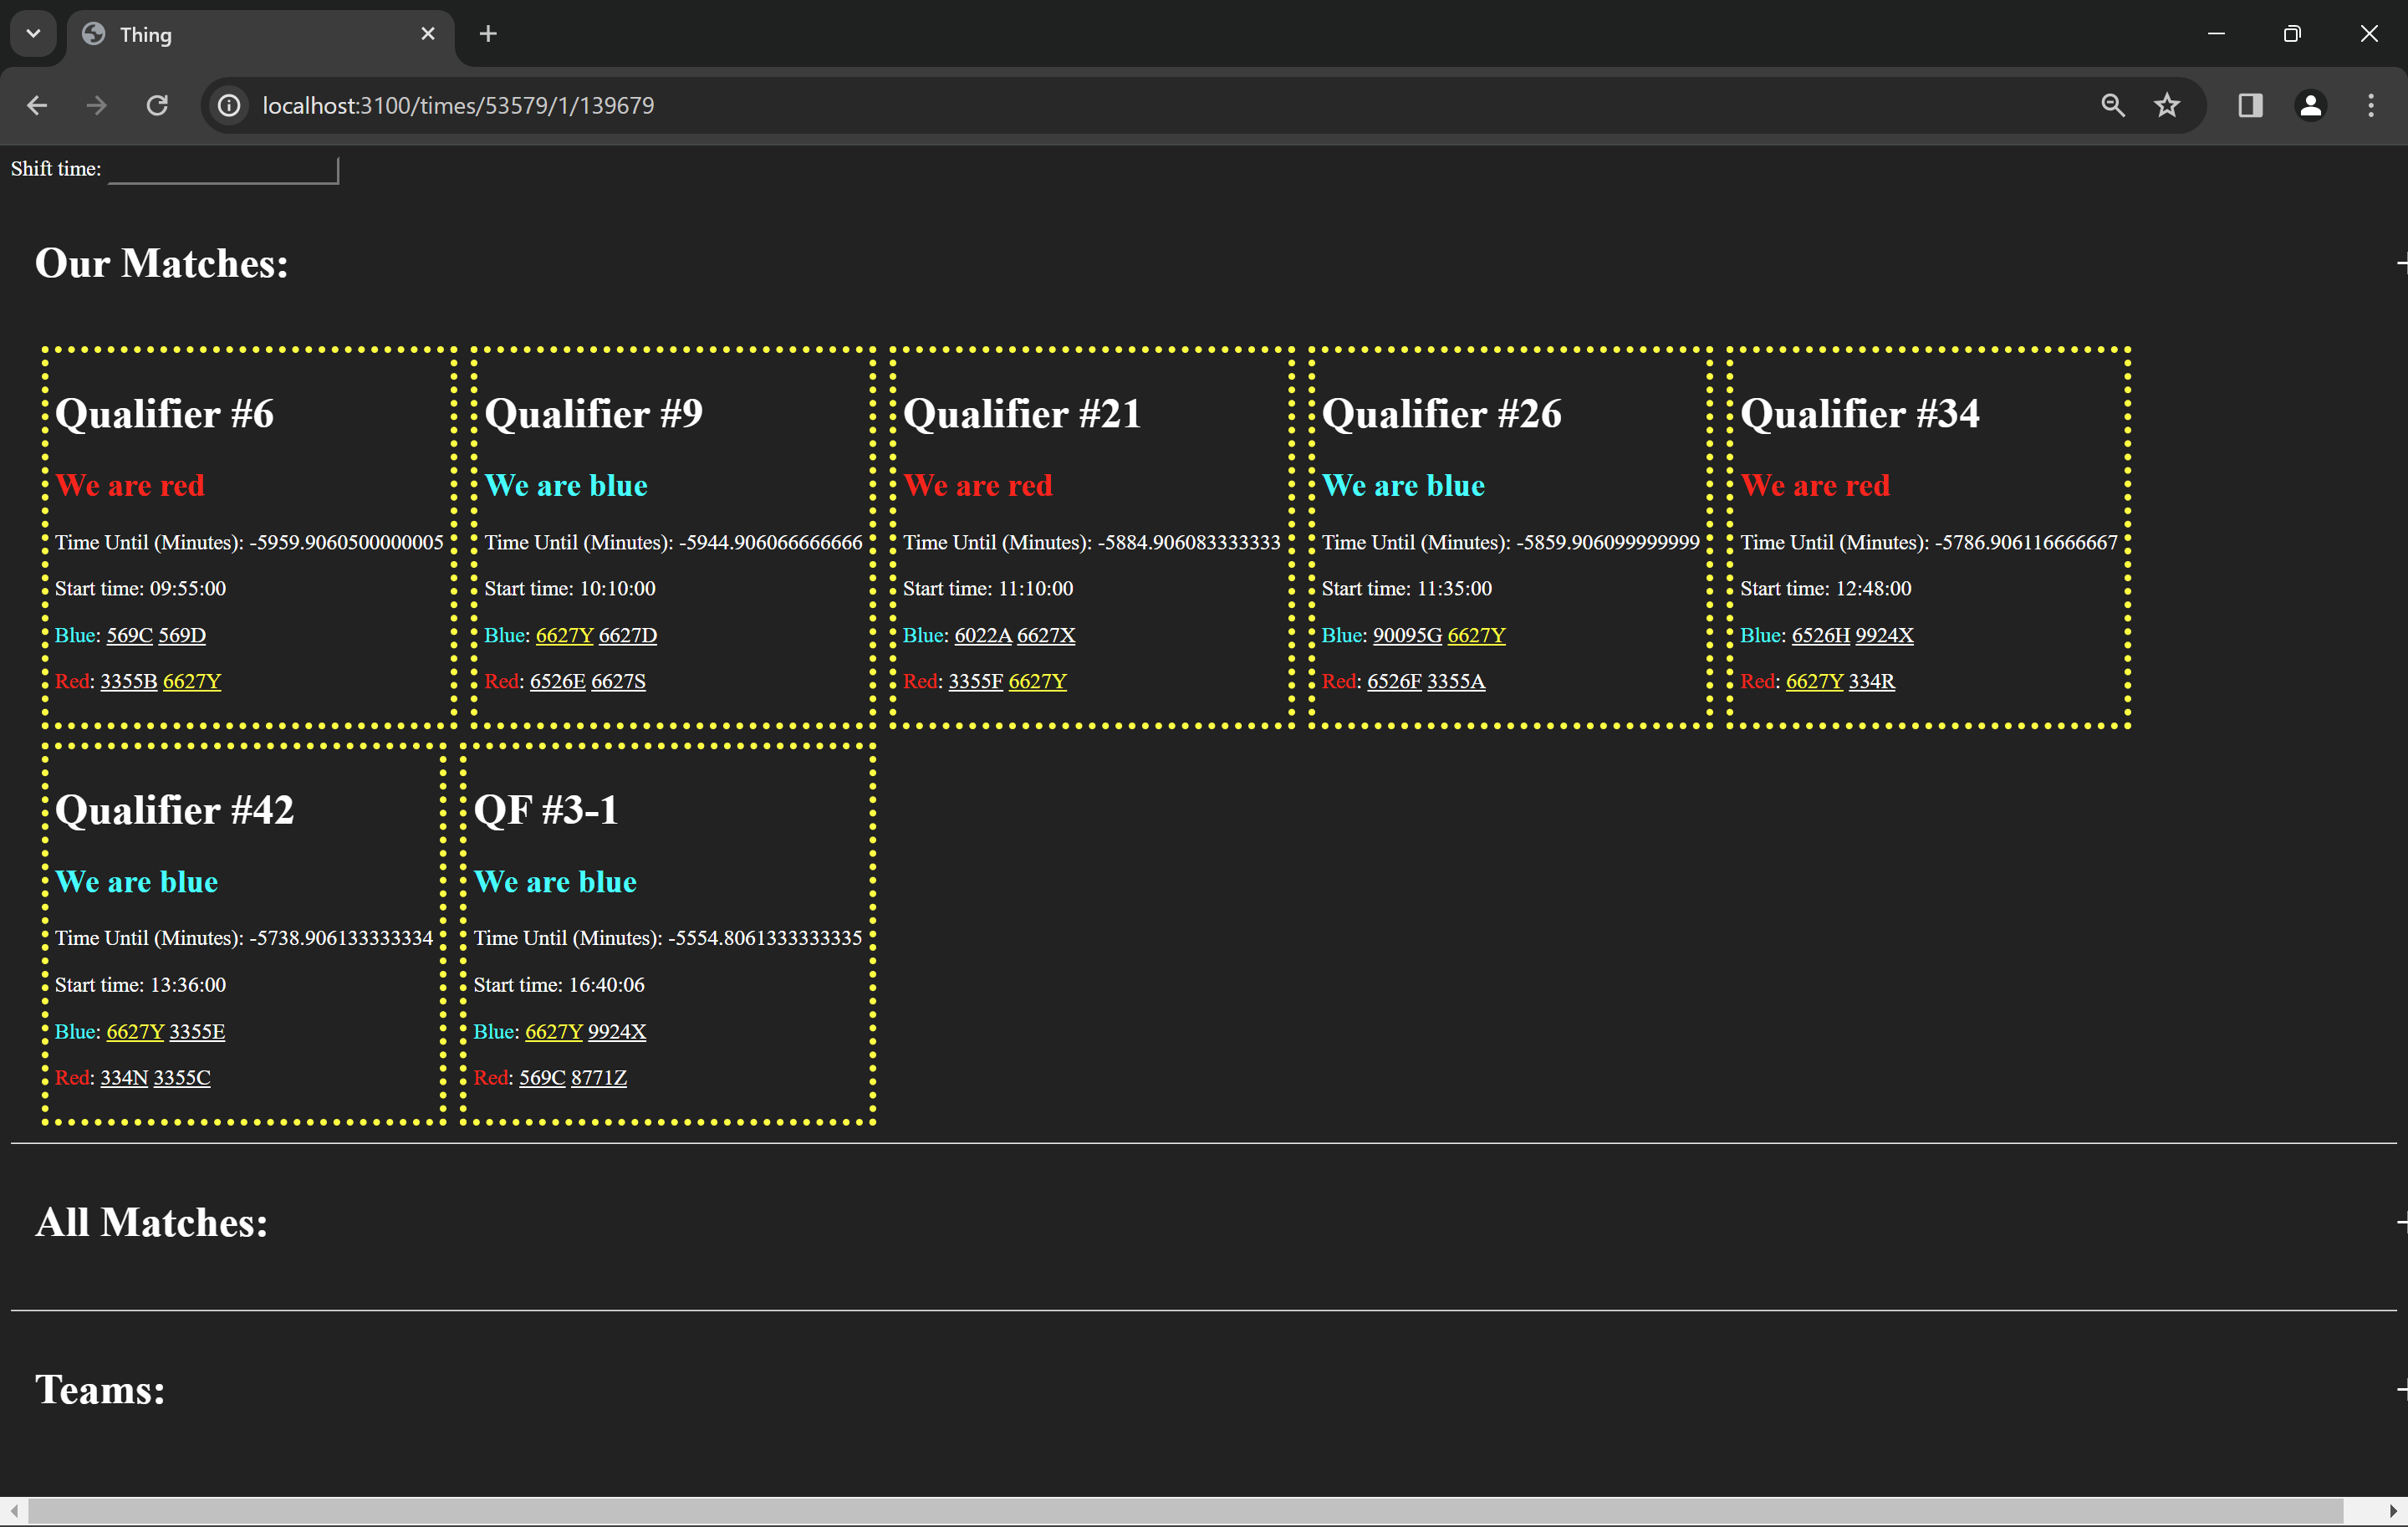 Thing
localhost:3100/times/53579/1/139679
Shift time:
Our Matches:
+
Qualifier #6
We are red
Time Until (Minutes): -5959.9060500000005
Start time: 09:55:00
Blue: 569C 569D
Red: 3355B 6627Y
Qualifier #9
We are blue
Time Until (Minutes): -5944.906066666666
Start time: 10:10:00
Blue: 6627Y 6627D
Red: 6526E 6627S
Qualifier #21
We are red
Time Until (Minutes): -5884.906083333333
Start time: 11:10:00
Blue: 6022A 6627X
Red: 3355F 6627Y
Qualifier #26
We are blue
Time Until (Minutes): -5859.906099999999
Start time: 11:35:00
Blue: 90095G 6627Y
Red: 6526F 3355A
Qualifier #34
We are red
Time Until (Minutes): -5786.906116666667
Start time: 12:48:00
Blue: 6526H 9924X
Red: 6627Y 334R
Qualifier #42
We are blue
Time Until (Minutes): -5738.906133333334
Start time: 13:36:00
Blue: 6627Y 3355E
Red: 334N 3355C
QF #3-1
We are blue
Time Until (Minutes): -5554.8061333333335
Start time: 16:40:06
Blue: 6627Y 9924X
Red: 569C 8771Z
All Matches:
+
Teams:
+